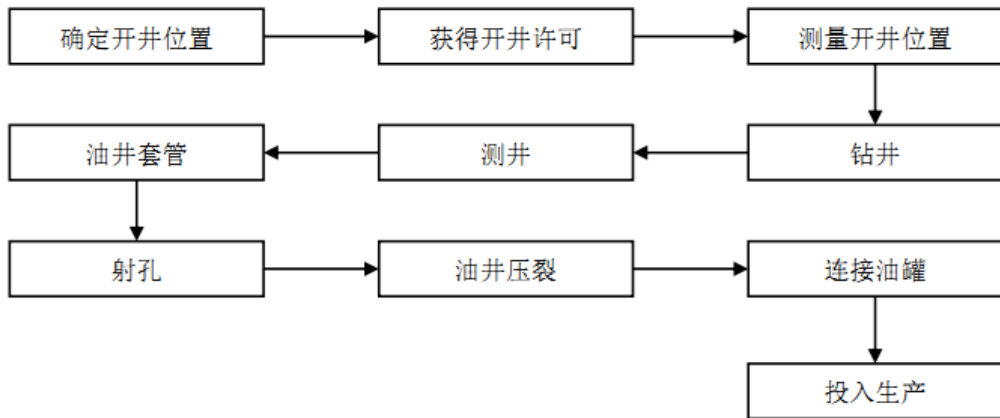 确定开井位置
获得开井许可
测量开井位置
钻井
测井
油井套管
射孔
油井压裂
连接油罐
投入生产